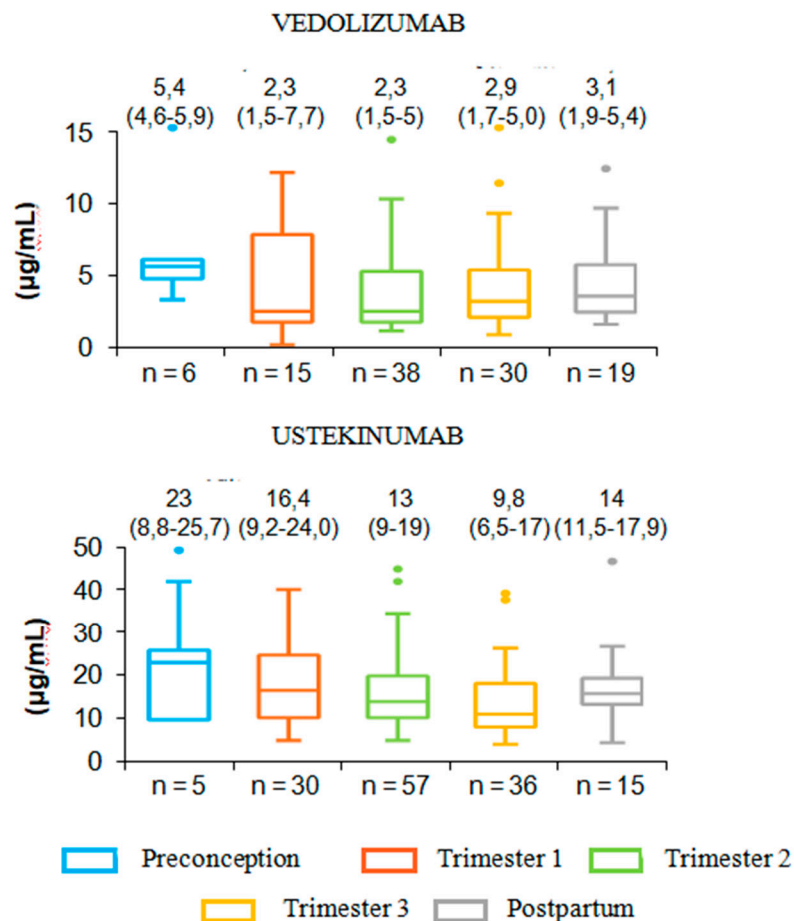 VEDOLIZUMAB
5,4 2,3 2,3 2,9 3,1
(4,6-5,9) (1,5-7,7) (1,5-5) (1,7-5,0) (1,9-5,4)
15
10
5
0
(µg/mL)
n = 6 n = 15 n = 38 n = 30 n = 19
USTEKINUMAB
23 16,4 13 9,8 14
(8,8-25,7) (9,2-24,0) (9-19) (6,5-17) (11,5-17,9)
50
40
30
20
10
0
(µg/mL)
n = 5 n = 30 n = 57 n = 36 n = 15
Preconception Trimester 1 Trimester 2
Trimester 3 Postpartum